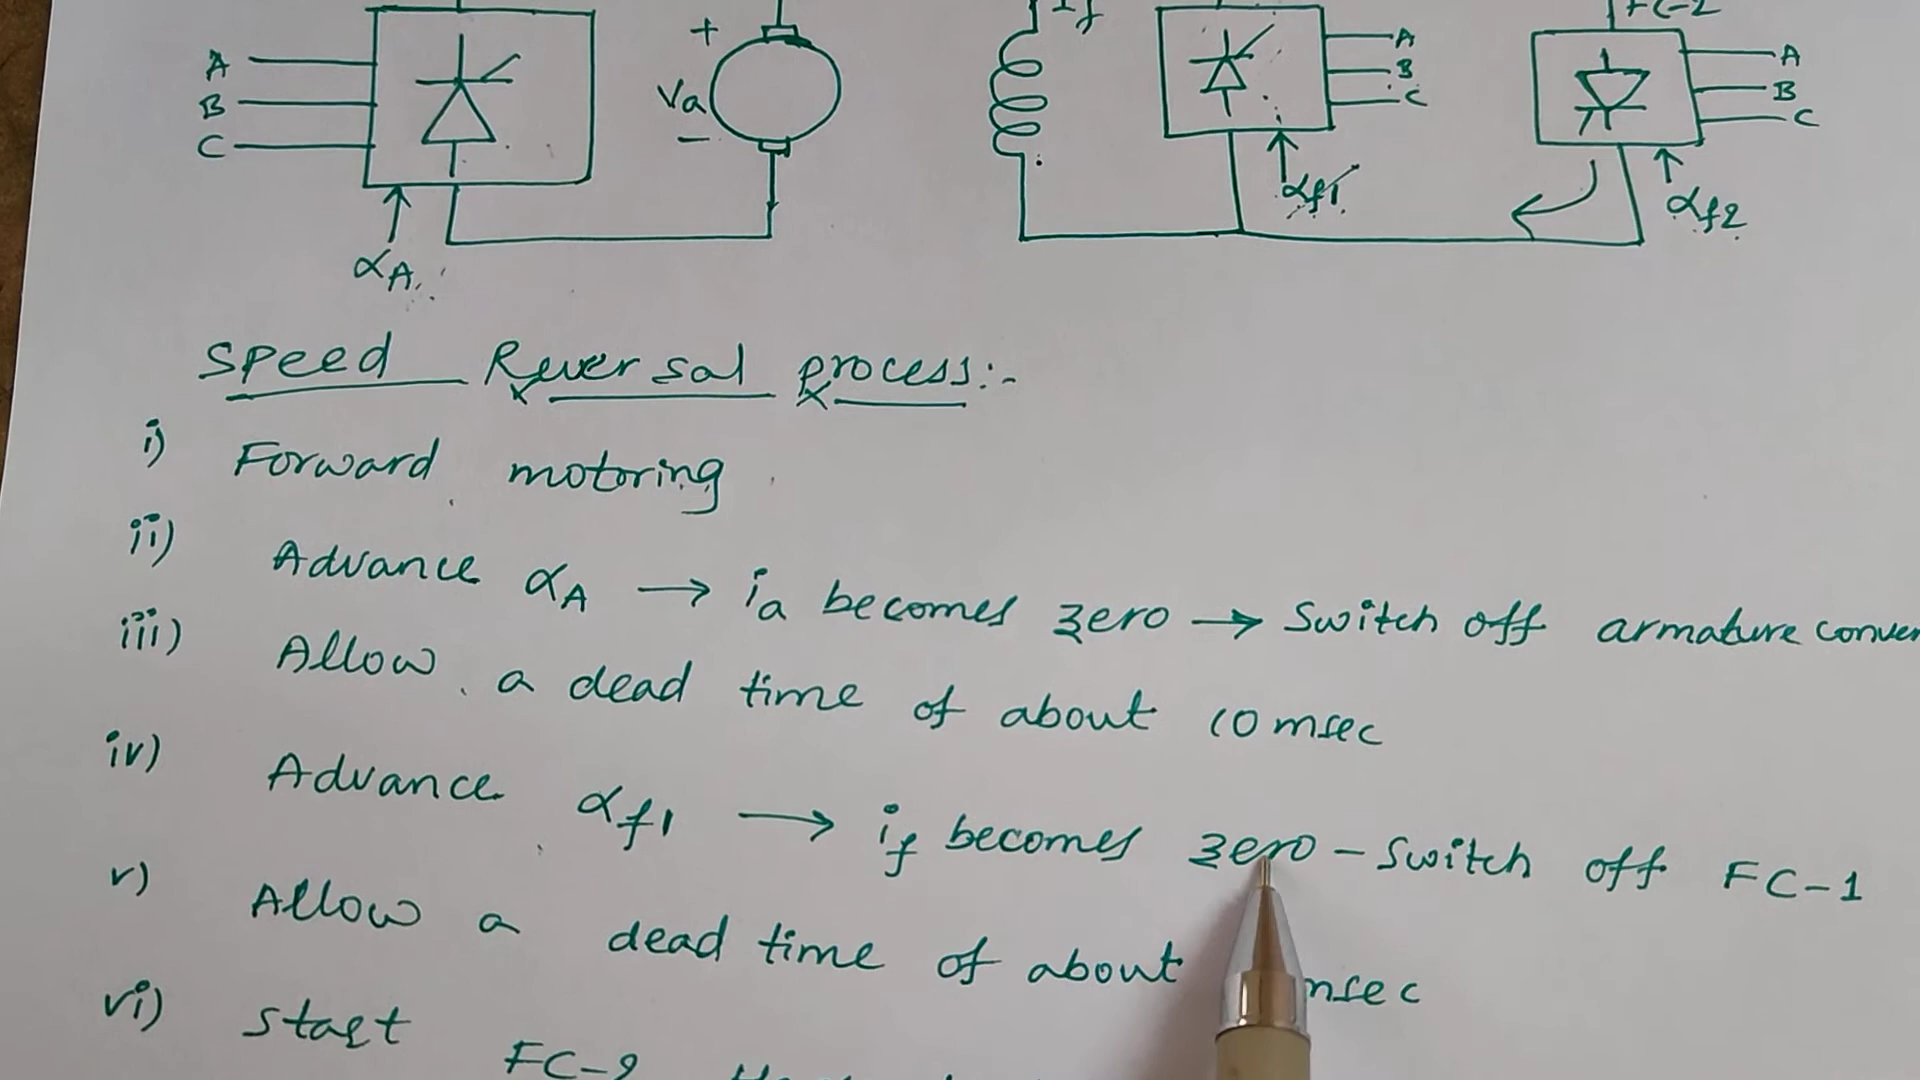 If
FC-2
A
B
C
+
Va
-
A
B
C
A
B
C
αA
αf1
αf2
Speed Reversal process:-
i) Forward motoring
ii) Advance αA → ia becomes zero → Switch off armature conver
iii) Allow a dead time of about 10 msec
iv) Advance αf1 → if becomes zero - Switch off FC-1
v) Allow a dead time of about msec
vi) Start FC-2